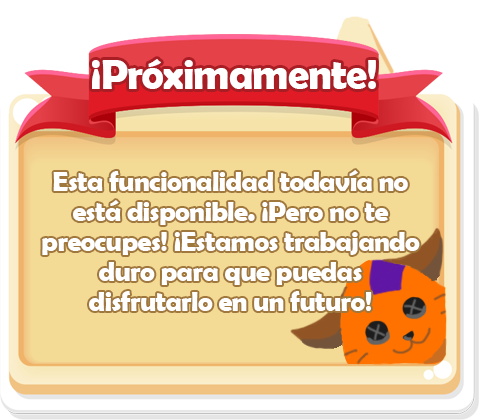 ¡Próximamente!
Esta funcionalidad todavía no
está disponible. ¡Pero no te
preocupes! ¡Estamos trabajando
duro para que puedas
disfrutarlo en un futuro!